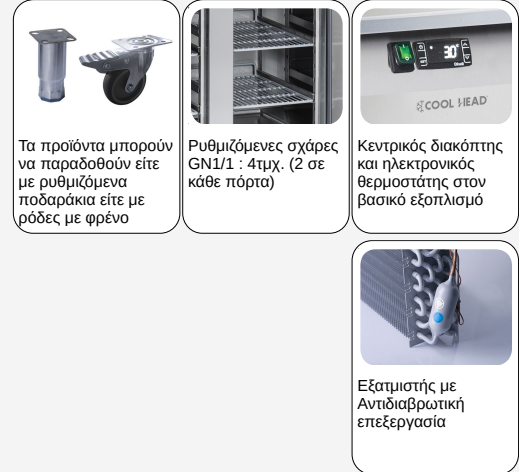 Τα προϊόντα μπορούν
να παραδοθούν είτε
με ρυθμιζόμενα
ποδαράκια είτε με
ρόδες με φρένο
Ρυθμιζόμενες σχάρες
GN1/1 : 4τμχ. (2 σε
κάθε πόρτα)
30°
COOL HEAD
Κεντρικός διακόπτης
και ηλεκτρονικός
θερμοστάτης στον
βασικό εξοπλισμό
Εξατμιστής με
Αντιδιαβρωτική
επεξεργασία